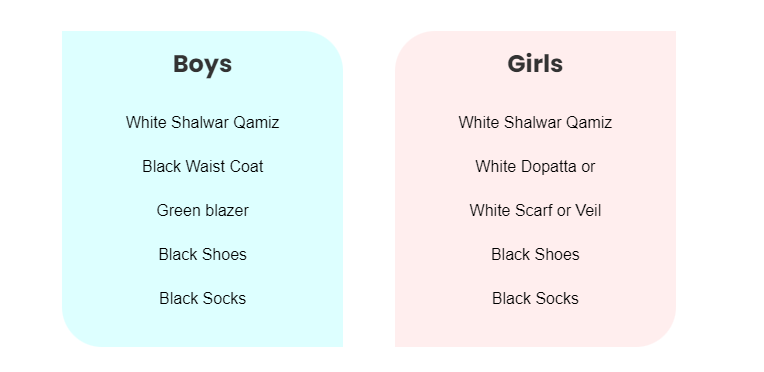 Boys
White Shalwar Qamiz
Black Waist Coat
Green blazer
Black Shoes
Black Socks
Girls
White Shalwar Qamiz
White Dopatta or
White Scarf or Veil
Black Shoes
Black Socks